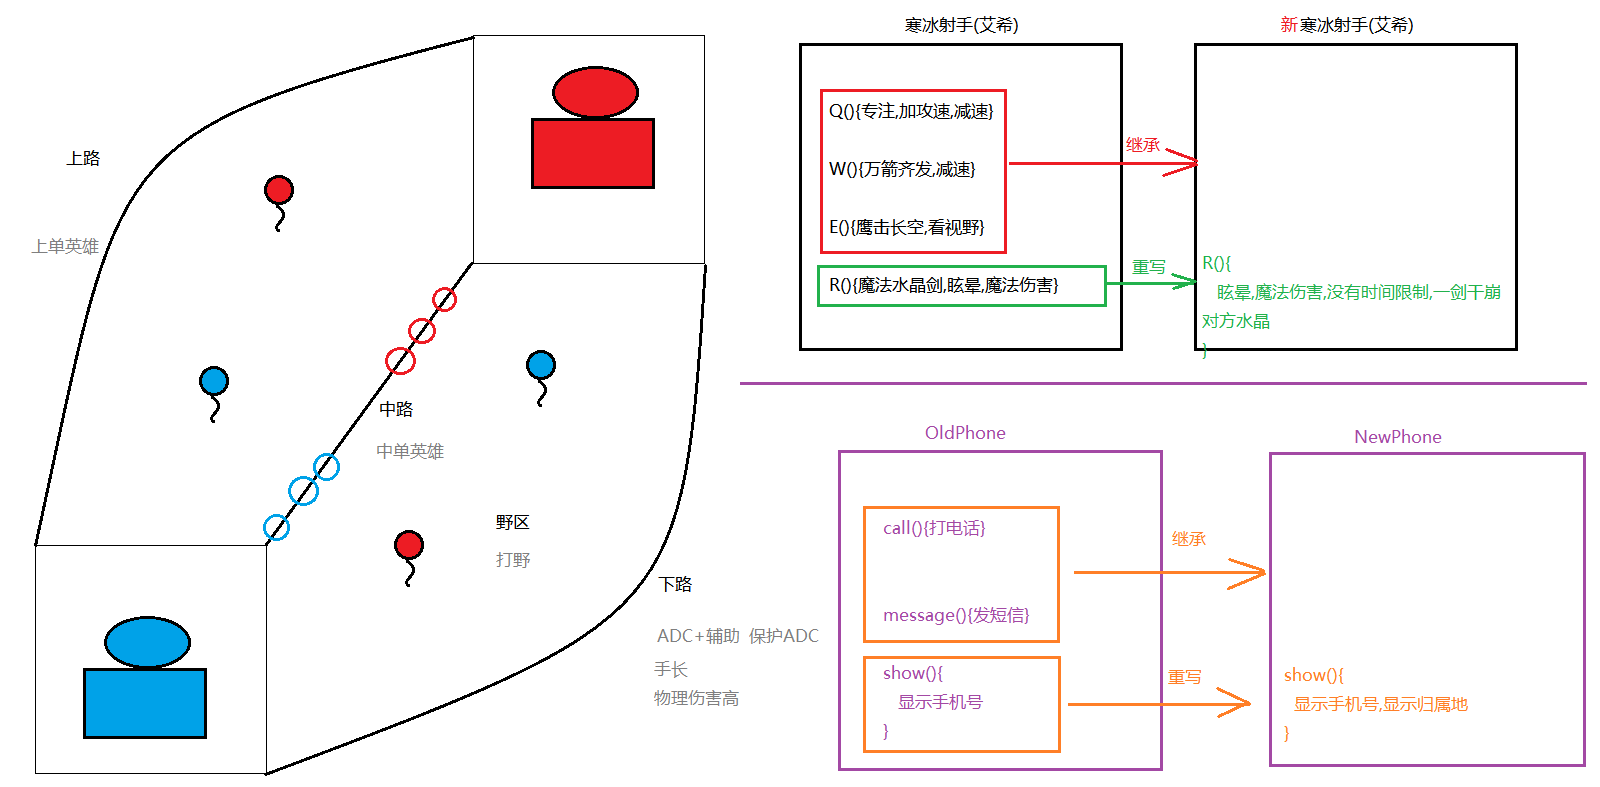 上路
上单英雄
中路
中单英雄
野区
打野
下路
ADC+辅助  保护ADC
手长
物理伤害高
寒冰射手(艾希)
Q(){专注,加攻速,减速}
W(){万箭齐发,减速}
E(){鹰击长空,看视野}
R(){魔法水晶剑,眩晕,魔法伤害}
继承
重写
新寒冰射手(艾希)
R(){
眩晕,魔法伤害,没有时间限制,一剑干崩
对方水晶
}
OldPhone
call(){打电话}
message(){发短信}
show(){
显示手机号
}
继承
重写
NewPhone
show(){
显示手机号,显示归属地
}